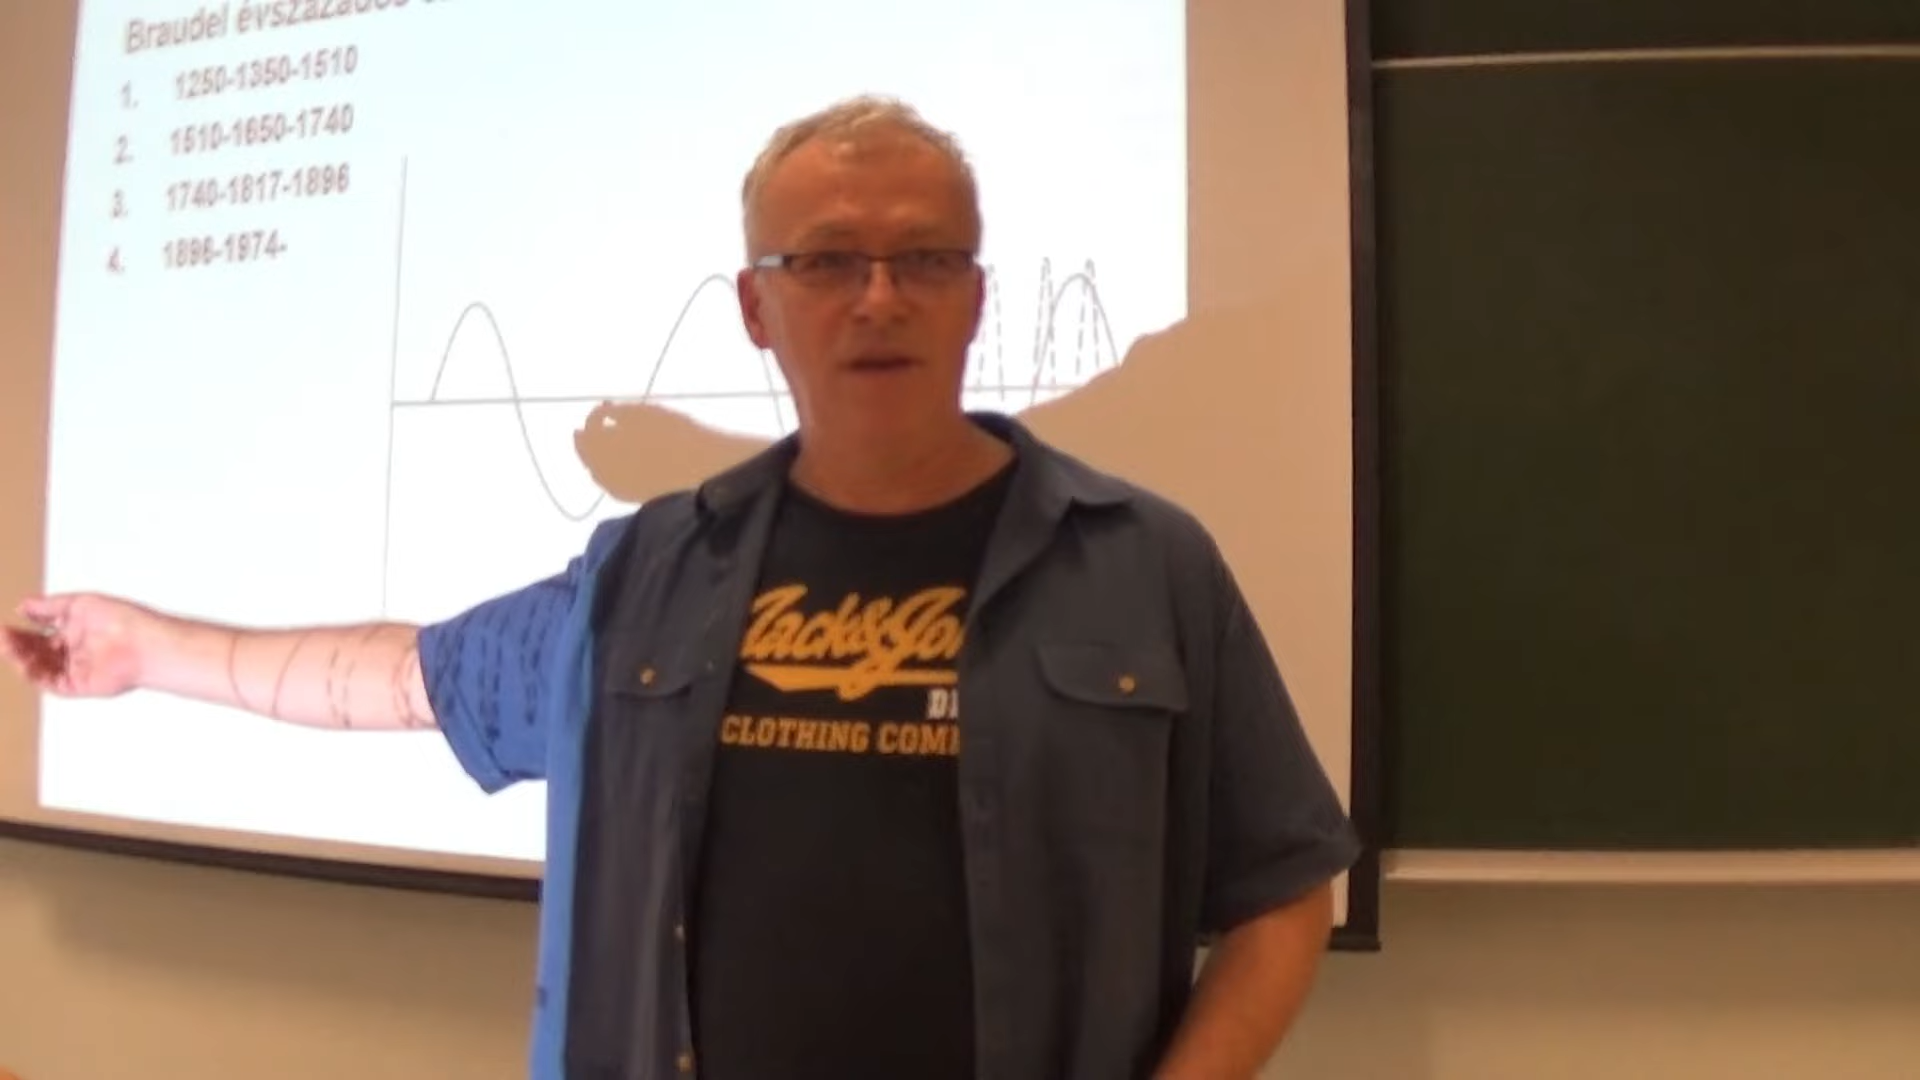 Braudel évszázados
1. 1250-1350-1510
2. 1510-1650-1740
3. 1740-1817-1896
4. 1896-1974-
Jack&Jo
CLOTHING COM